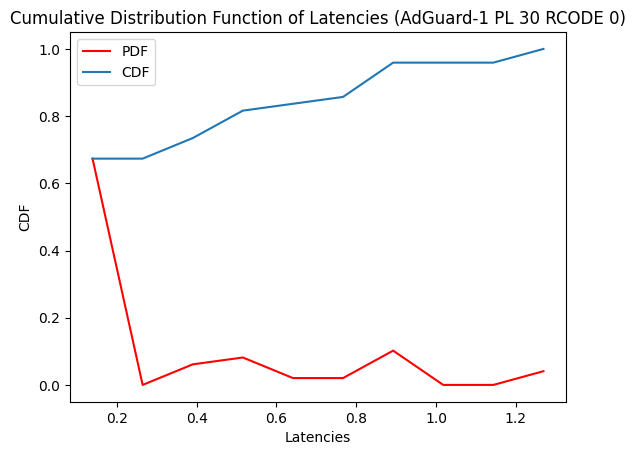 Cumulative Distribution Function of Latencies (AdGuard-1 PL 30 RCODE 0)
PDF
CDF
1.0
0.8
0.6
0.4
0.2
0.0
CDF
0.2
0.4
0.6
0.8
1.0
1.2
Latencies